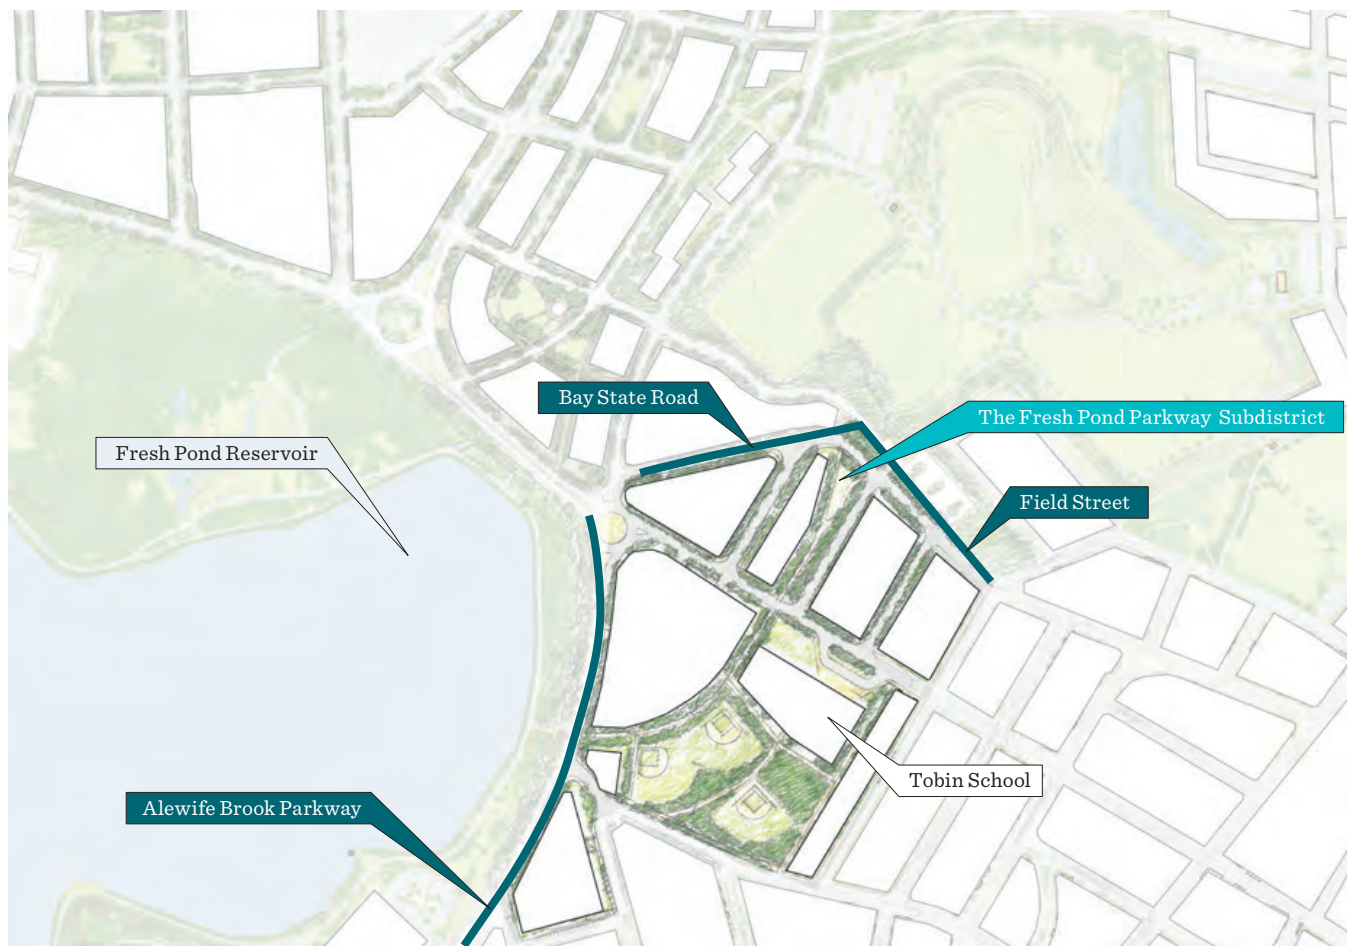 Bay State Road
The Fresh Pond Parkway Subdistrict
Fresh Pond Reservoir
Field Street
Tobin School
Alewife Brook Parkway